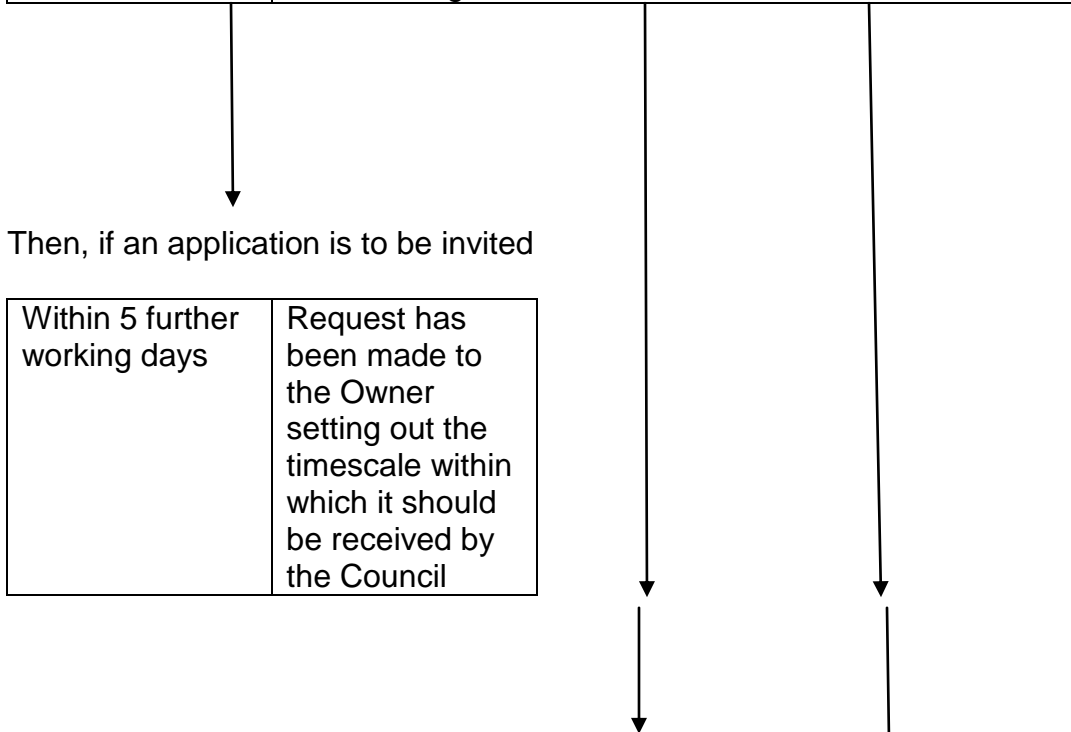 Then, if an application is to be invited
Within 5 further
working days
Request has
been made to
the Owner
setting out the
timescale within
which it should
be received by
the Council